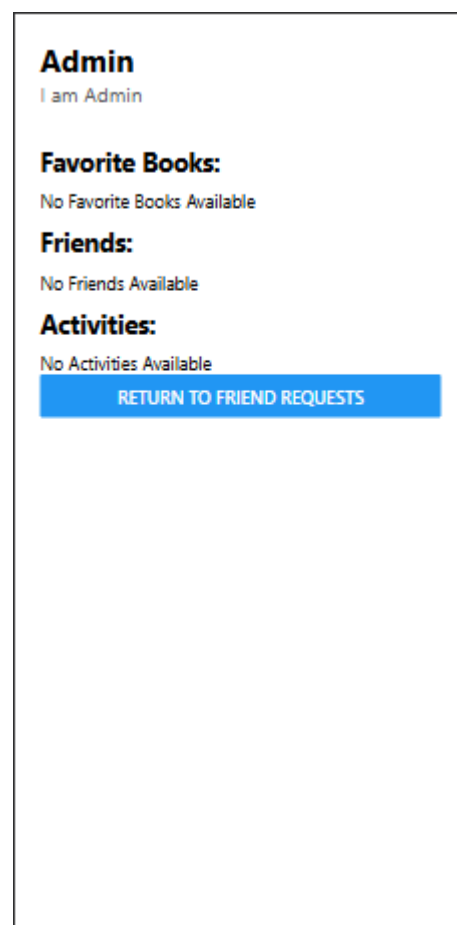 Admin
I am Admin
Favorite Books:
No Favorite Books Available
Friends:
No Friends Available
Activities:
No Activities Available
RETURN TO FRIEND REQUESTS